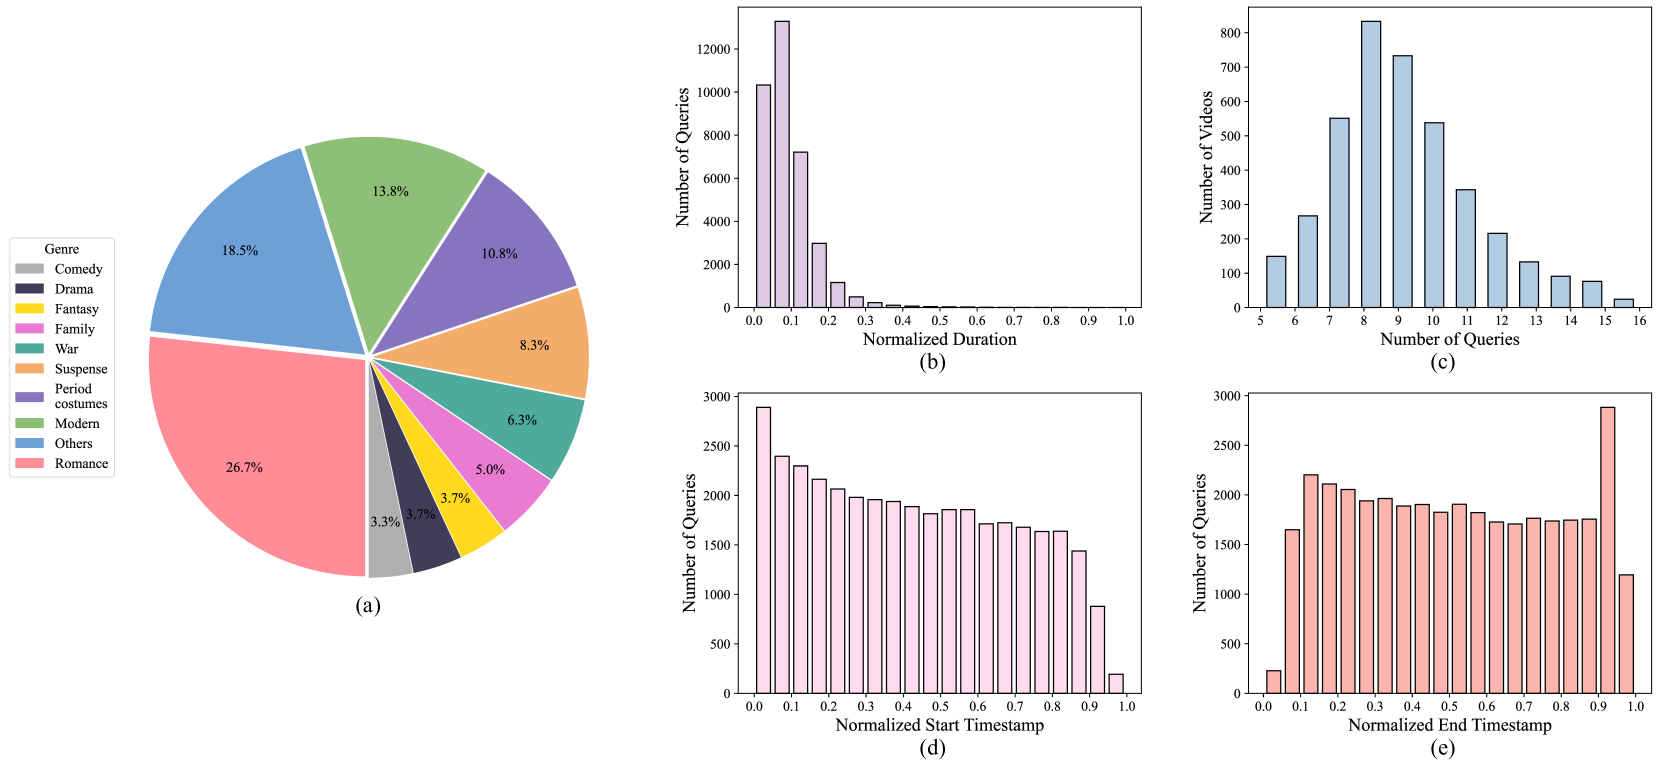 Genre
Comedy
Drama
Fantasy
Family
War
Suspense
Period
costumes
Modern
Others
Romance
13.8%
18.5%
10.8%
8.3%
6.3%
26.7%
5.0%
3.7%
3.7%
3.3%
(a)
Number of Queries
12000
10000
8000
6000
4000
2000
0
0.0 0.1 0.2 0.3 0.4 0.5 0.6 0.7 0.8 0.9 1.0
Normalized Duration
(b)
Number of Videos
800
700
600
500
400
300
200
100
0
5 6 7 8 9 10 11 12 13 14 15 16
Number of Queries
(c)
Number of Queries
3000
2500
2000
1500
1000
500
0
0.0 0.1 0.2 0.3 0.4 0.5 0.6 0.7 0.8 0.9 1.0
Normalized Start Timestamp
(d)
Number of Queries
3000
2500
2000
1500
1000
500
0
0.0 0.1 0.2 0.3 0.4 0.5 0.6 0.7 0.8 0.9 1.0
Normalized End Timestamp
(e)